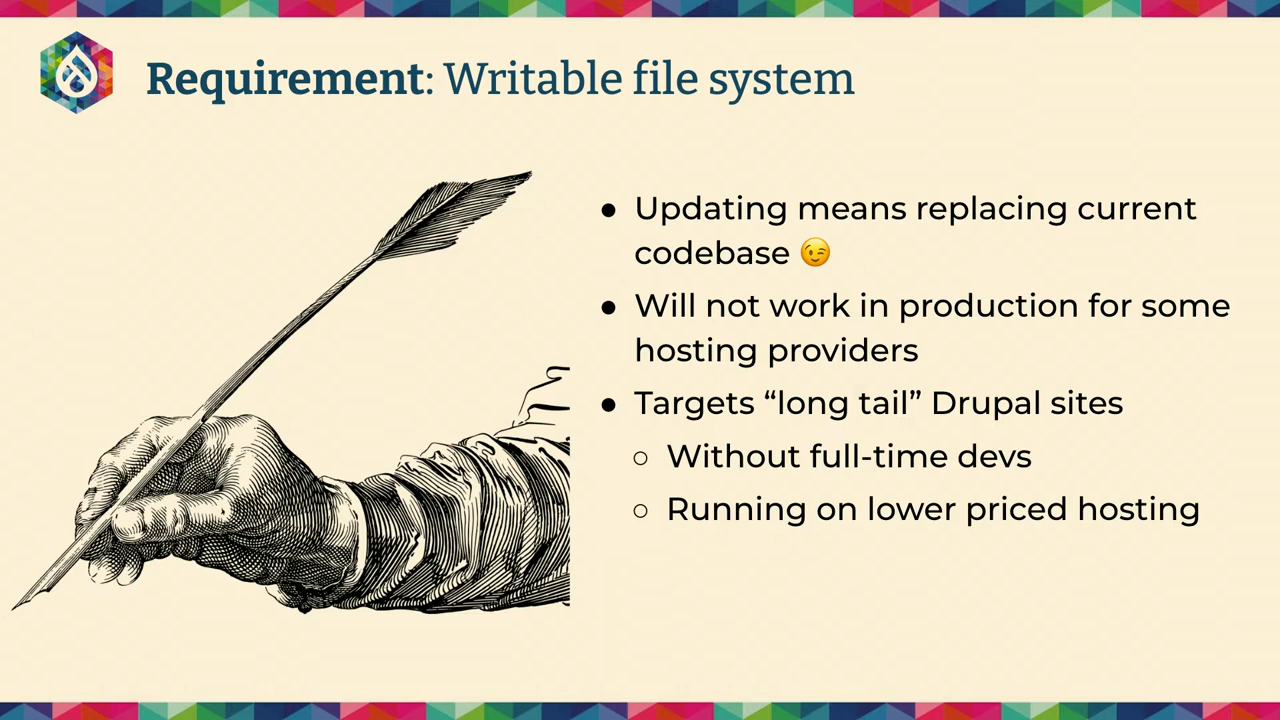 Requirement: Writable file system
● Updating means replacing current
codebase 😉
● Will not work in production for some
hosting providers
● Targets “long tail” Drupal sites
○ Without full-time devs
○ Running on lower priced hosting